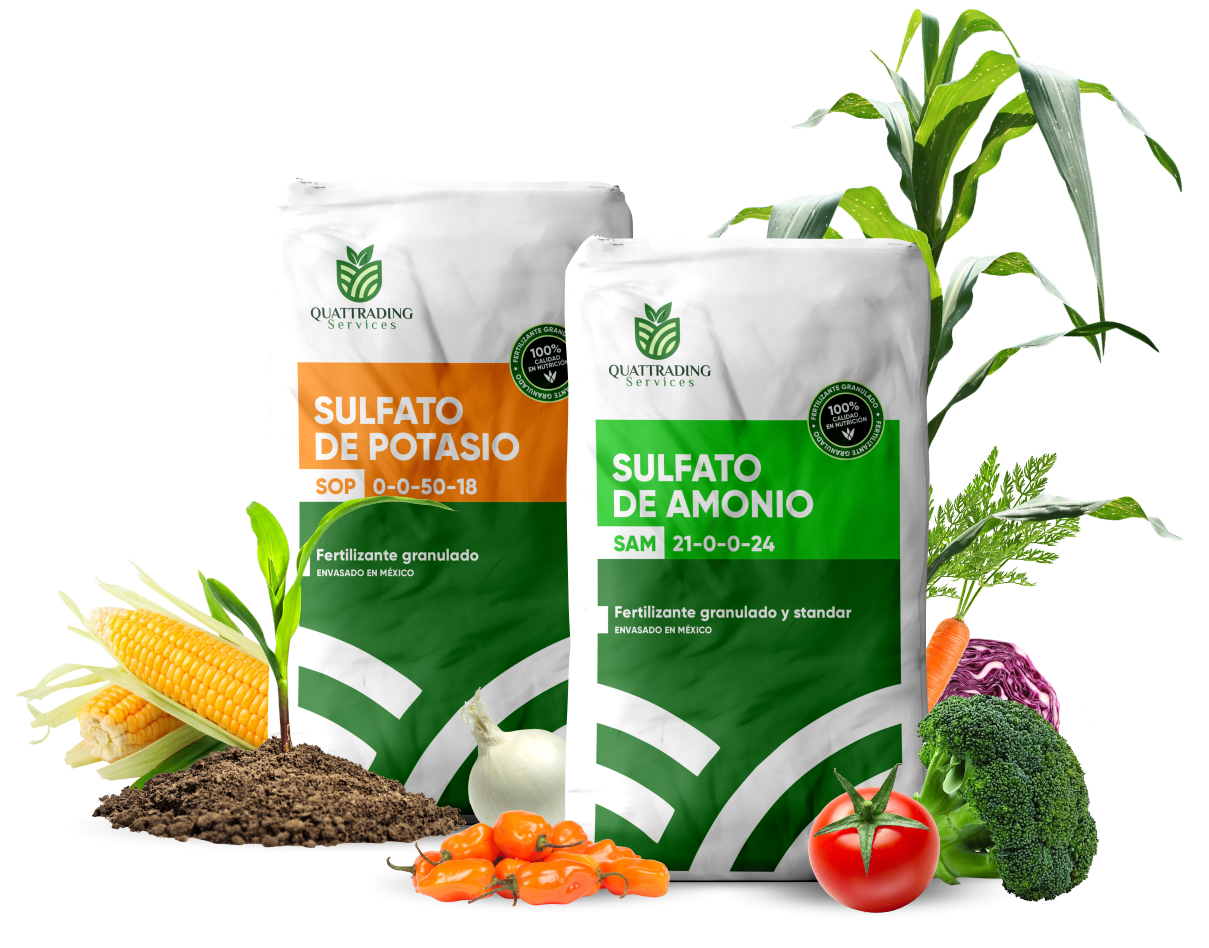 QUATTRADING
Services
FERTILIZANTE GRANULADO
100%
CALIDAD
EN NUTRICIÓN
SULFATO
DE POTASIO
SOP 0-0-50-18
Fertilizante granulado
ENVASADO EN MÉXICO
QUATTRADING
Services
FERTILIZANTE GRANULADO • FERTILIZANTE GRANULADO •
100%
CALIDAD
EN NUTRICIÓN
SULFATO
DE AMONIO
SAM 21-0-0-24
Fertilizante granulado y standar
ENVASADO EN MÉXICO